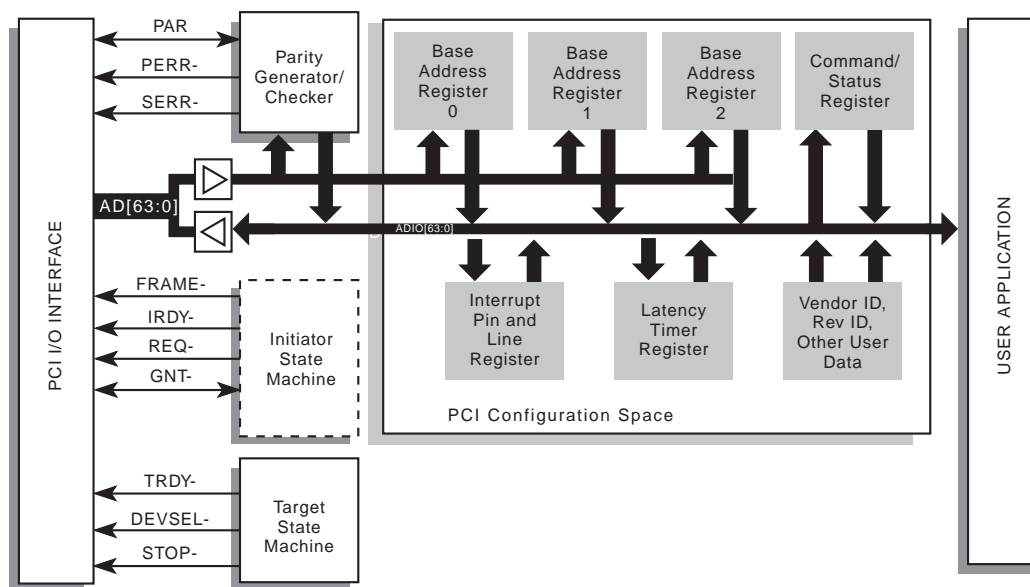 PCI I/O INTERFACE
PAR
PERR-
SERR-
Parity
Generator/
Checker
Base
Address
Register
0
Base
Address
Register
1
Base
Address
Register
2
Command/
Status
Register
AD[63:0]
ADIO[63:0]
FRAME-
IRDY-
REQ-
GNT-
Initiator
State
Machine
Interrupt
Pin and
Line
Register
Latency
Timer
Register
Vendor ID,
Rev ID,
Other User
Data
PCI Configuration Space
TRDY-
DEVSEL-
STOP-
Target
State
Machine
USER APPLICATION